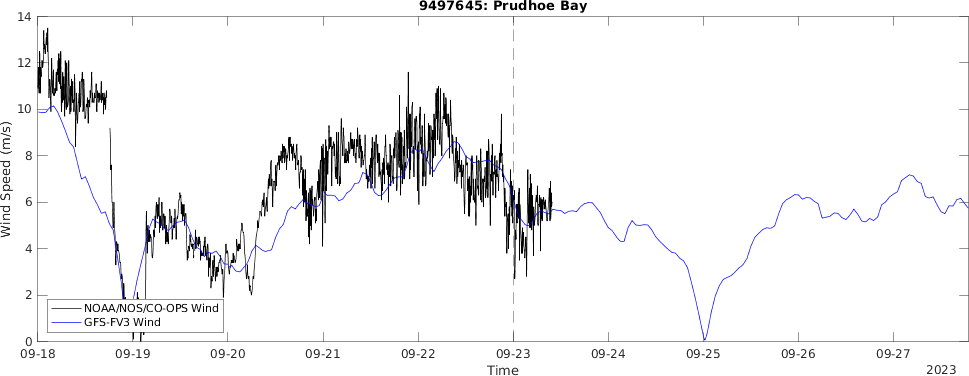 9497645: Prudhoe Bay
14
12
10
8
6
4
2
0
Wind Speed (m/s)
NOAA/NOS/CO-OPS Wind
GFS-FV3 Wind
09-18 09-19 09-20 09-21 09-22 09-23 09-24 09-25 09-26 09-27
Time
2023